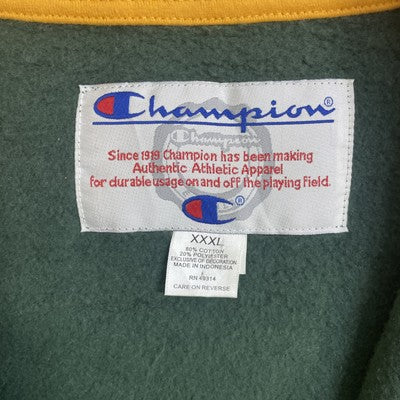 Champion®
Since 1919 Champion has been making
Authentic Athletic Apparel
for durable usage on and off the playing field.
®
XXXL
80% COTTON
20% POLYESTER
EXCLUSIVE OF DECORATION
MADE IN INDONESIA
RN 49314
CARE ON REVERSE